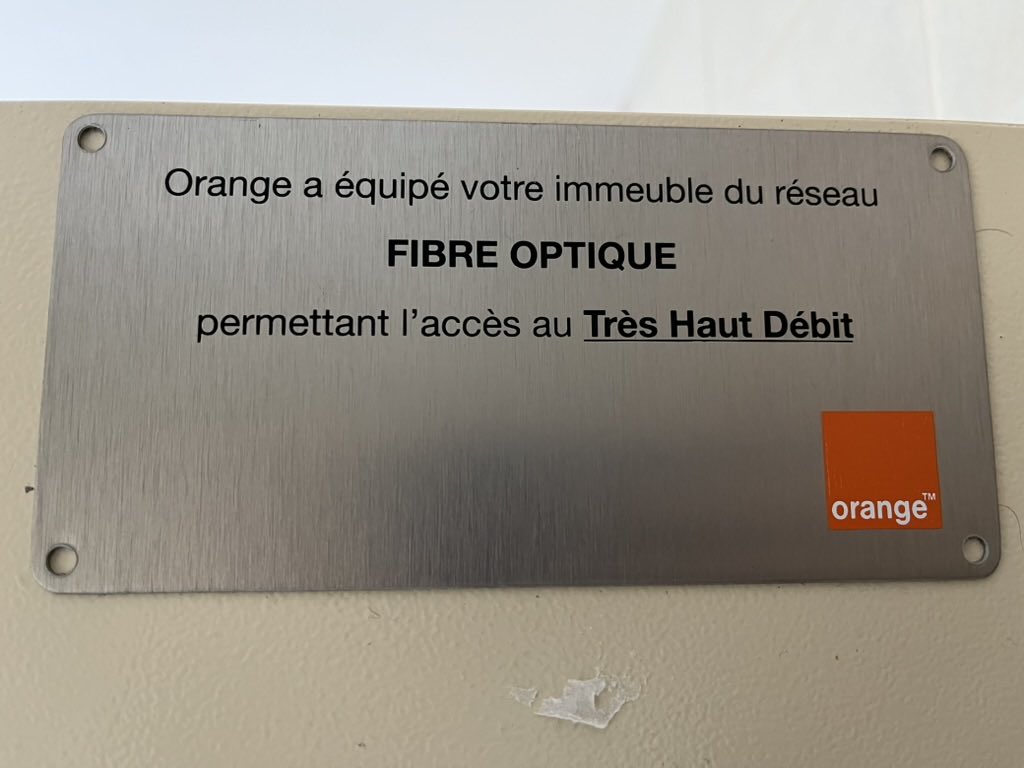 Orange a équipé votre immeuble du réseau
FIBRE OPTIQUE
permettant l'accès au Très Haut Débit
orange™